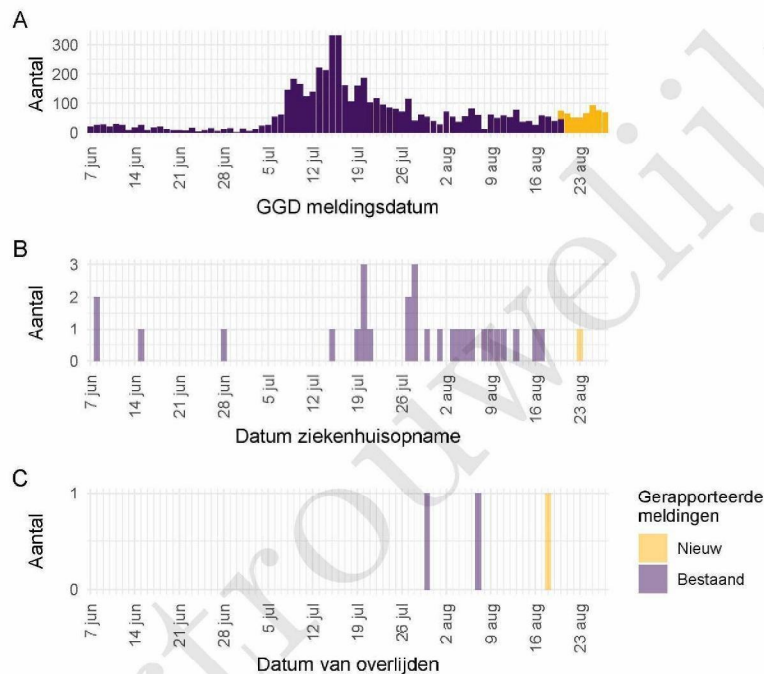 A
Aantal
300
200
100
0
7 jun
14 jun
21 jun
28 jun
5 jul
12 jul
19 jul
26 jul
2 aug
9 aug
16 aug
23 aug
GGD meldingsdatum
B
Aantal
3
2
1
0
7 jun
14 jun
21 jun
28 jun
5 jul
12 jul
19 jul
26 jul
2 aug
9 aug
16 aug
23 aug
Datum ziekenhuisopname
C
Aantal
1
0
7 jun
14 jun
21 jun
28 jun
5 jul
12 jul
19 jul
26 jul
2 aug
9 aug
16 aug
23 aug
Datum van overlijden
Gerapporteerde
meldingen
Nieuw
Bestaand